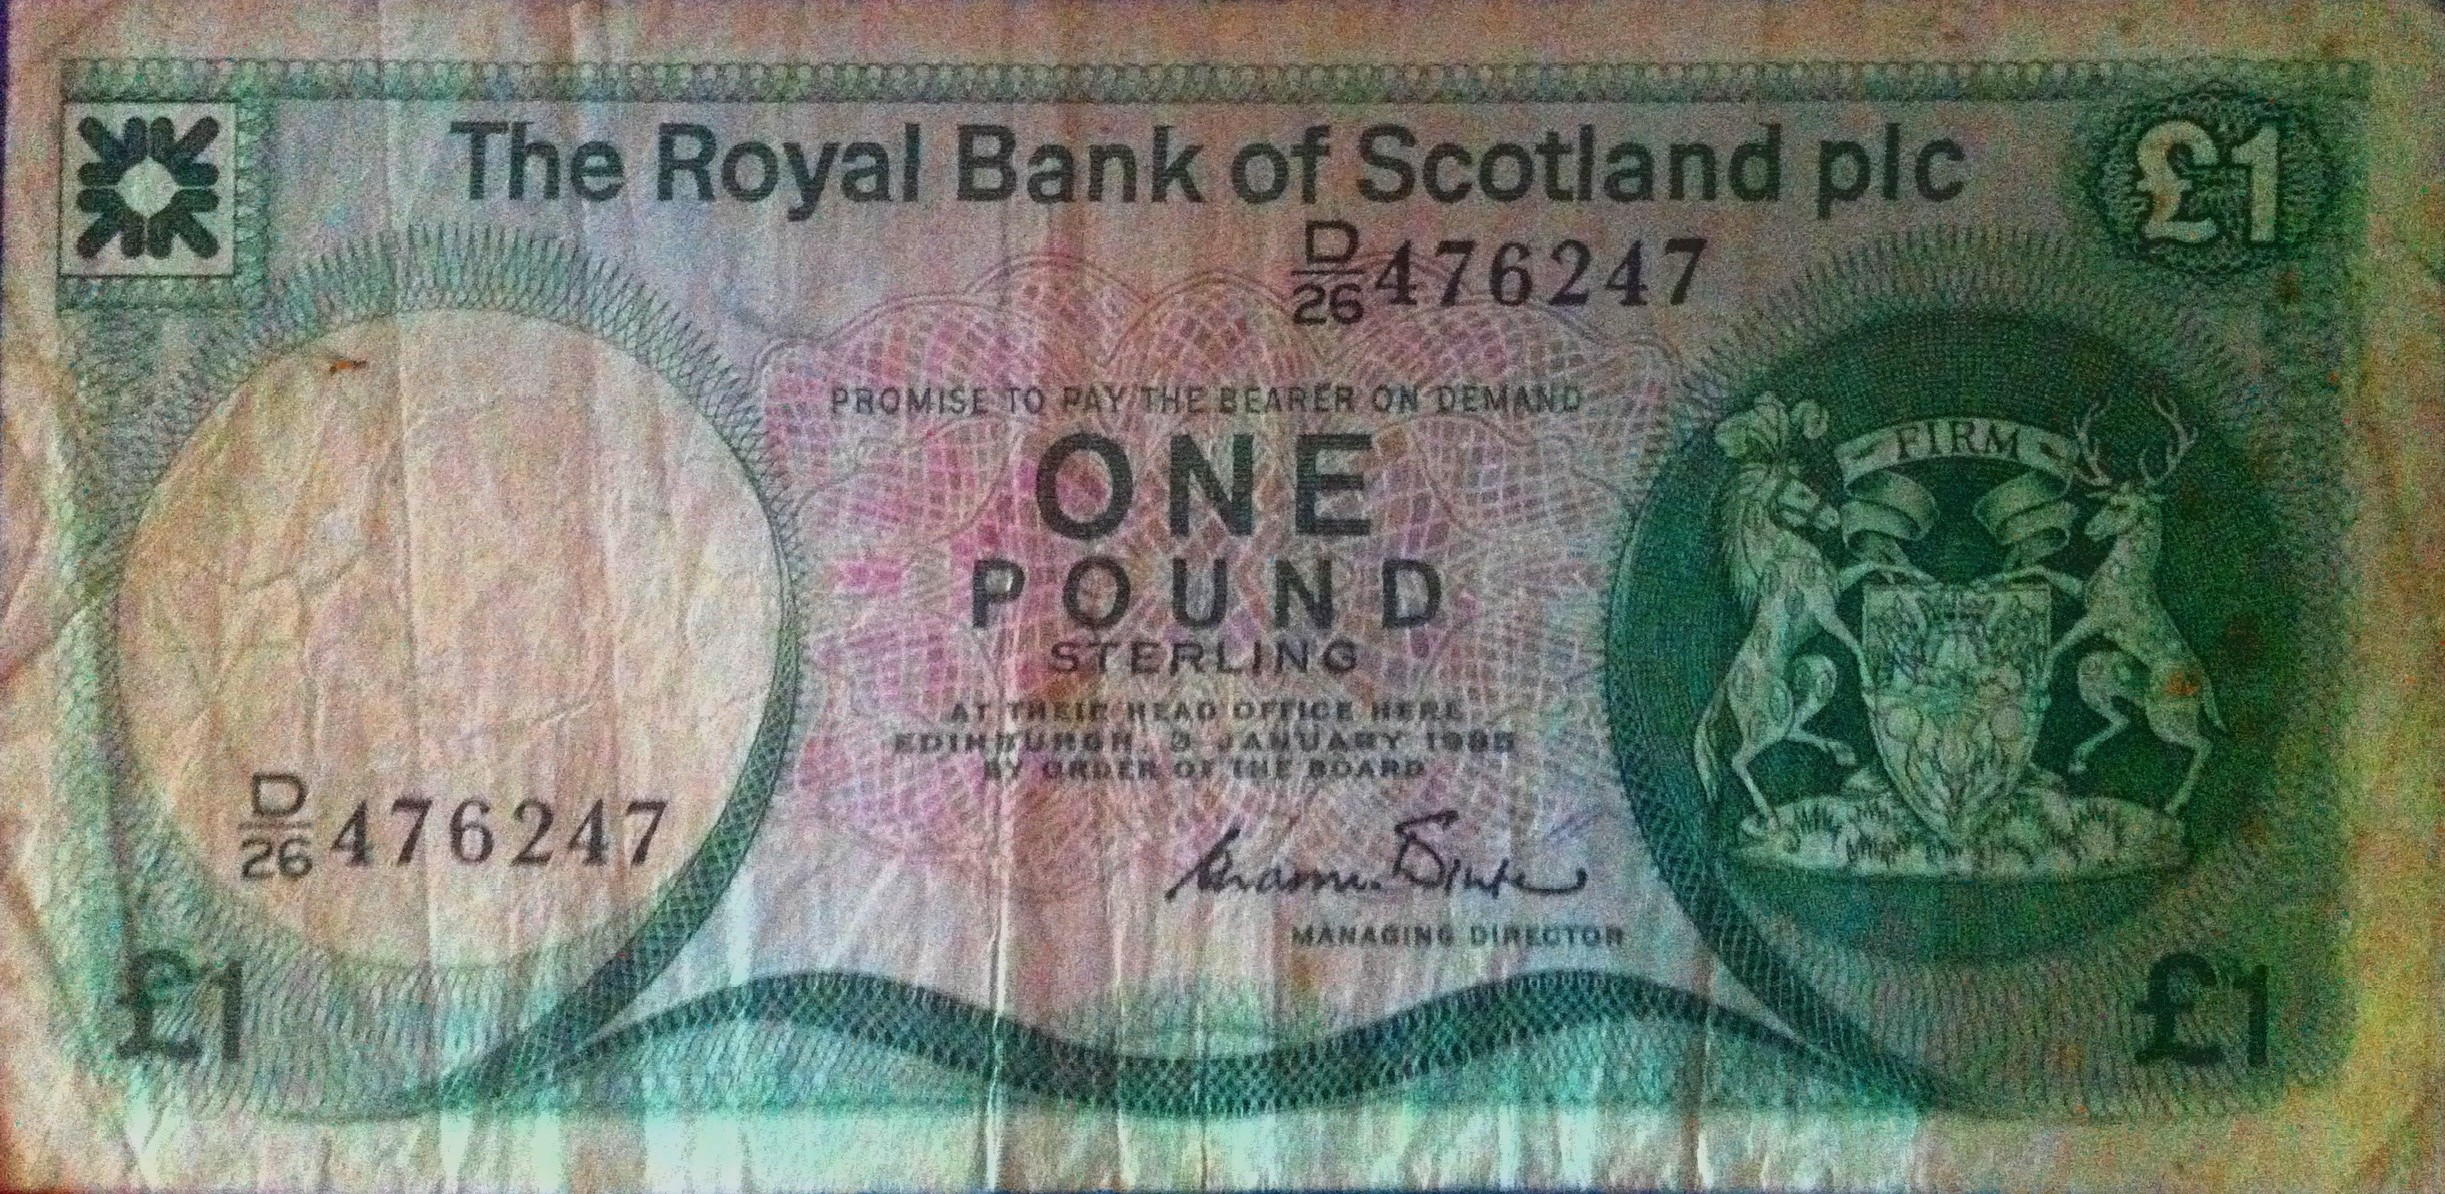 The Royal Bank of Scotland plc
£1
D/26 476247
PROMISE TO PAY THE BEARER ON DEMAND
ONE
POUND
STERLING
FIRM
AT THEIR HEAD OFFICE HERE
EDINBURGH, 3 JANUARY 1985
BY ORDER OF THE BOARD
D/26 476247
MANAGING DIRECTOR
£1
£1